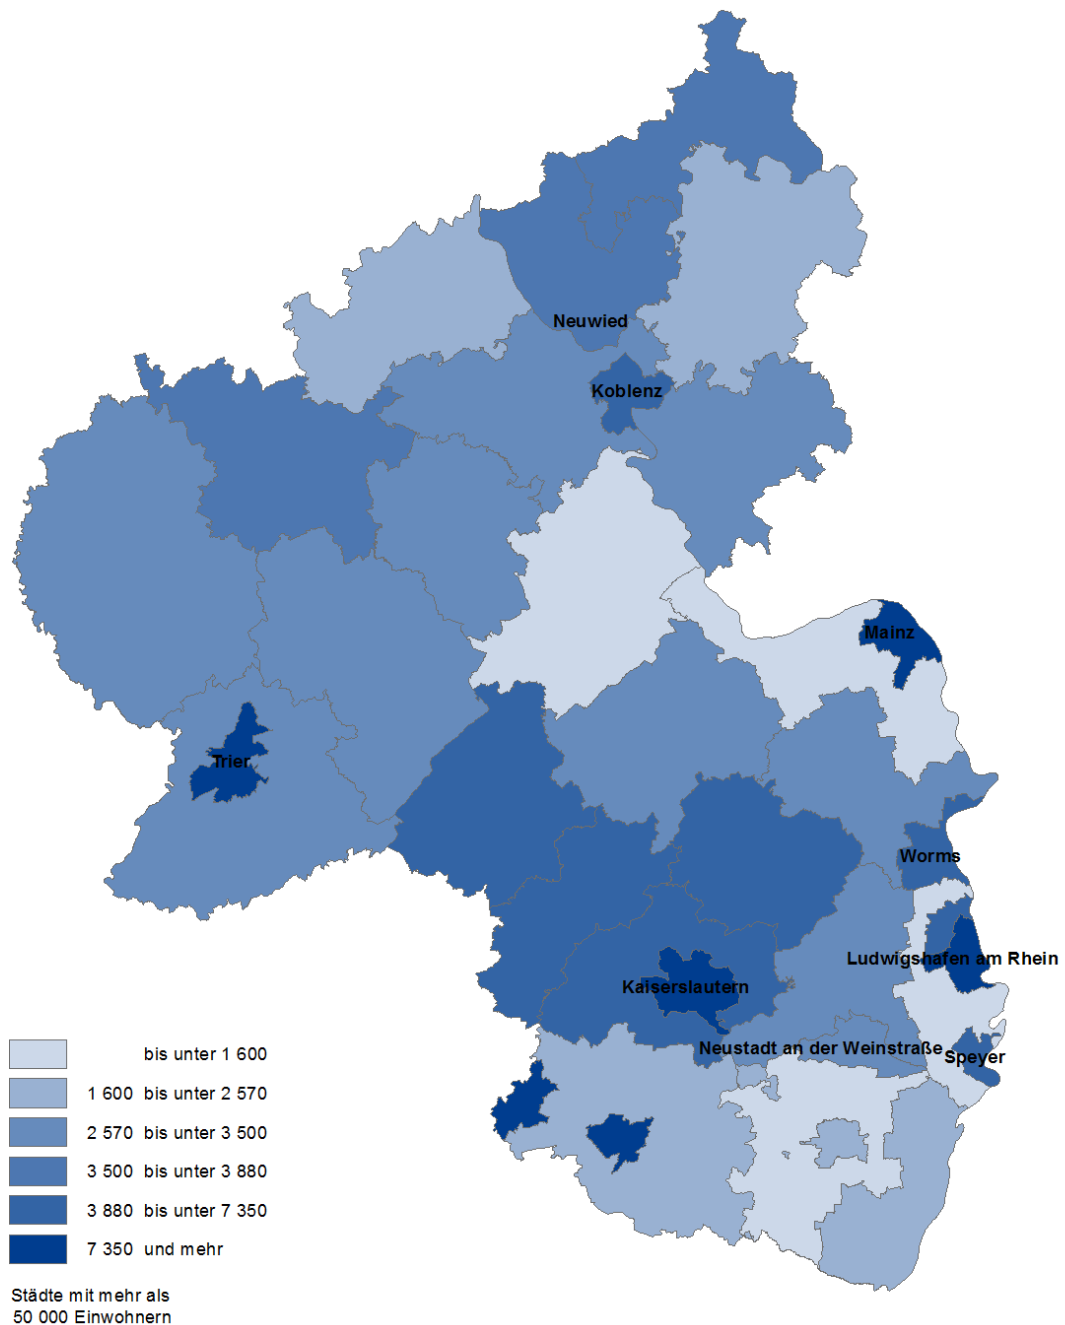 Neuwied
Koblenz
Mainz
Trier
Worms
Ludwigshafen am Rhein
Kaiserslautern
Neustadt an der Weinstraße
Speyer
bis unter 1 600
1 600 bis unter 2 570
2 570 bis unter 3 500
3 500 bis unter 3 880
3 880 bis unter 7 350
7 350 und mehr
Städte mit mehr als
50 000 Einwohnern